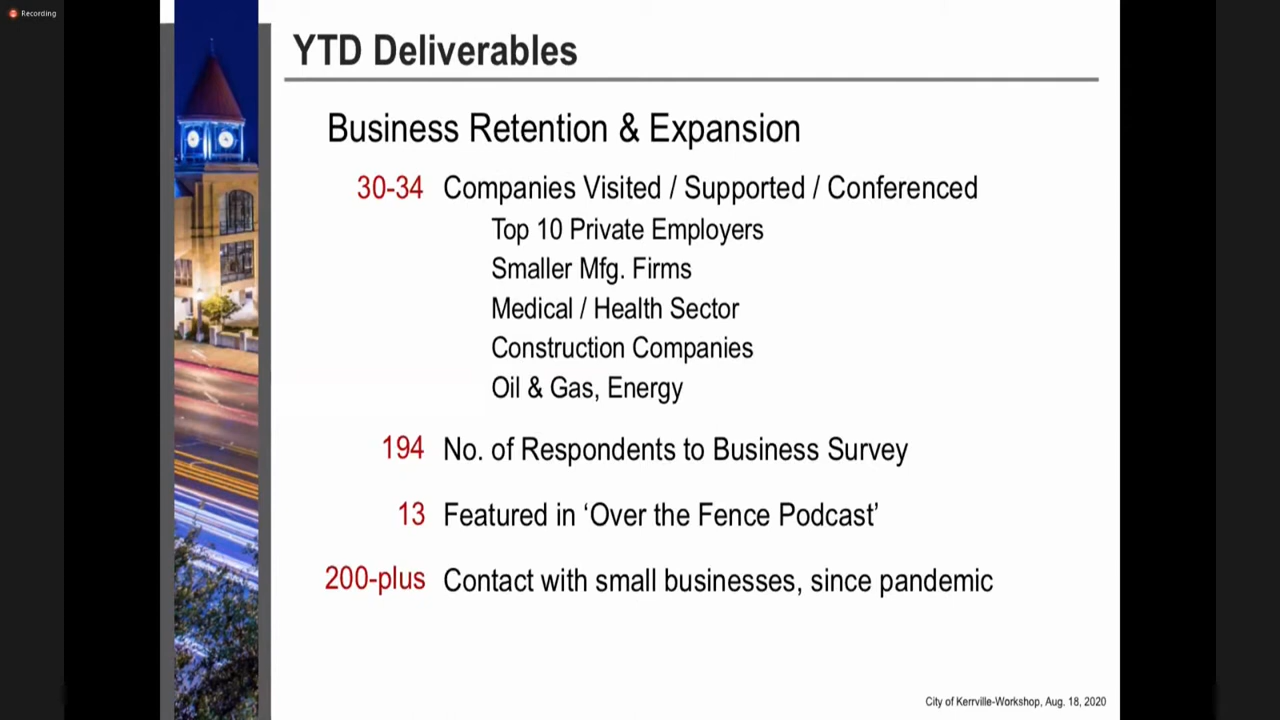 Recording
YTD Deliverables
Business Retention & Expansion
30-34 Companies Visited / Supported / Conferenced
Top 10 Private Employers
Smaller Mfg. Firms
Medical / Health Sector
Construction Companies
Oil & Gas, Energy
194 No. of Respondents to Business Survey
13 Featured in ‘Over the Fence Podcast’
200-plus Contact with small businesses, since pandemic
City of Kerrville-Workshop, Aug. 18, 2020